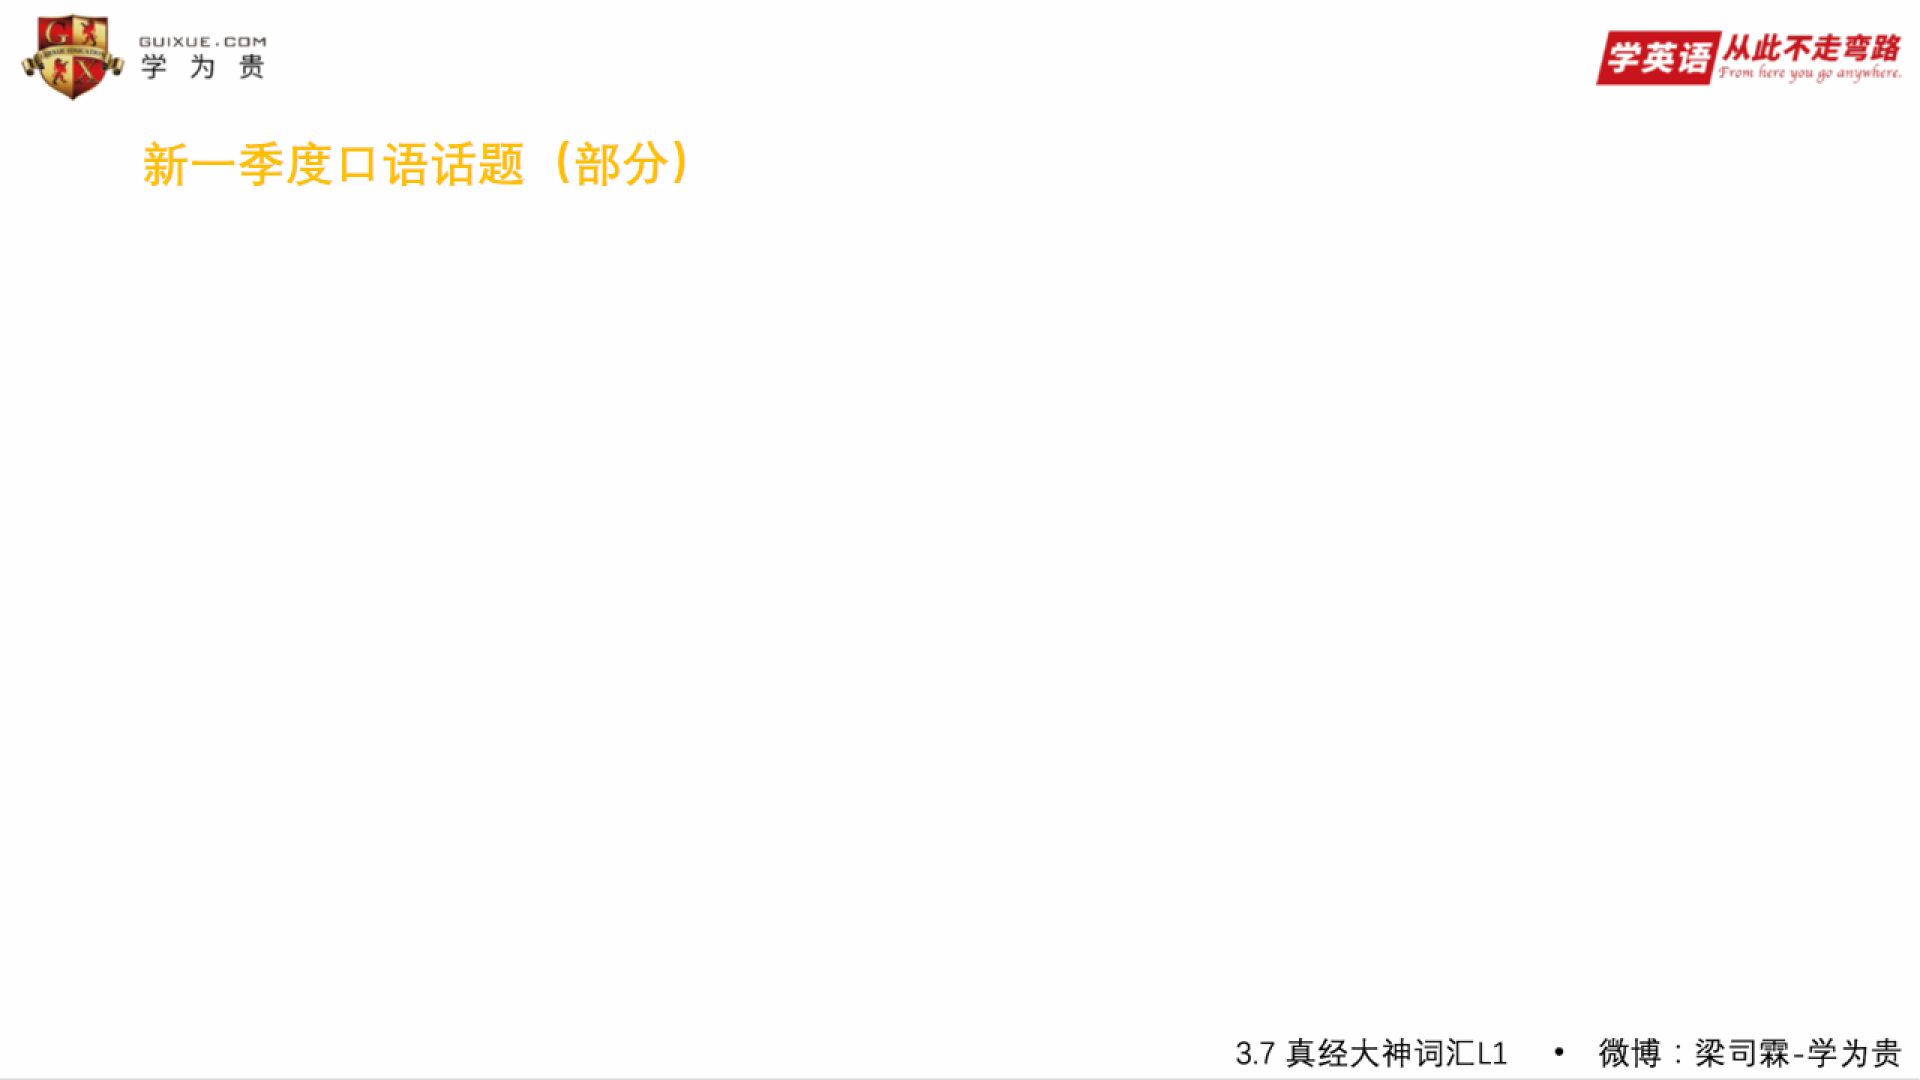 GUIXUE.COM
学为贵
学英语 从此不走弯路
From here you go anywhere.
新一季度口语话题（部分）
3.7 真经大神词汇L1 • 微博：梁司霖-学为贵